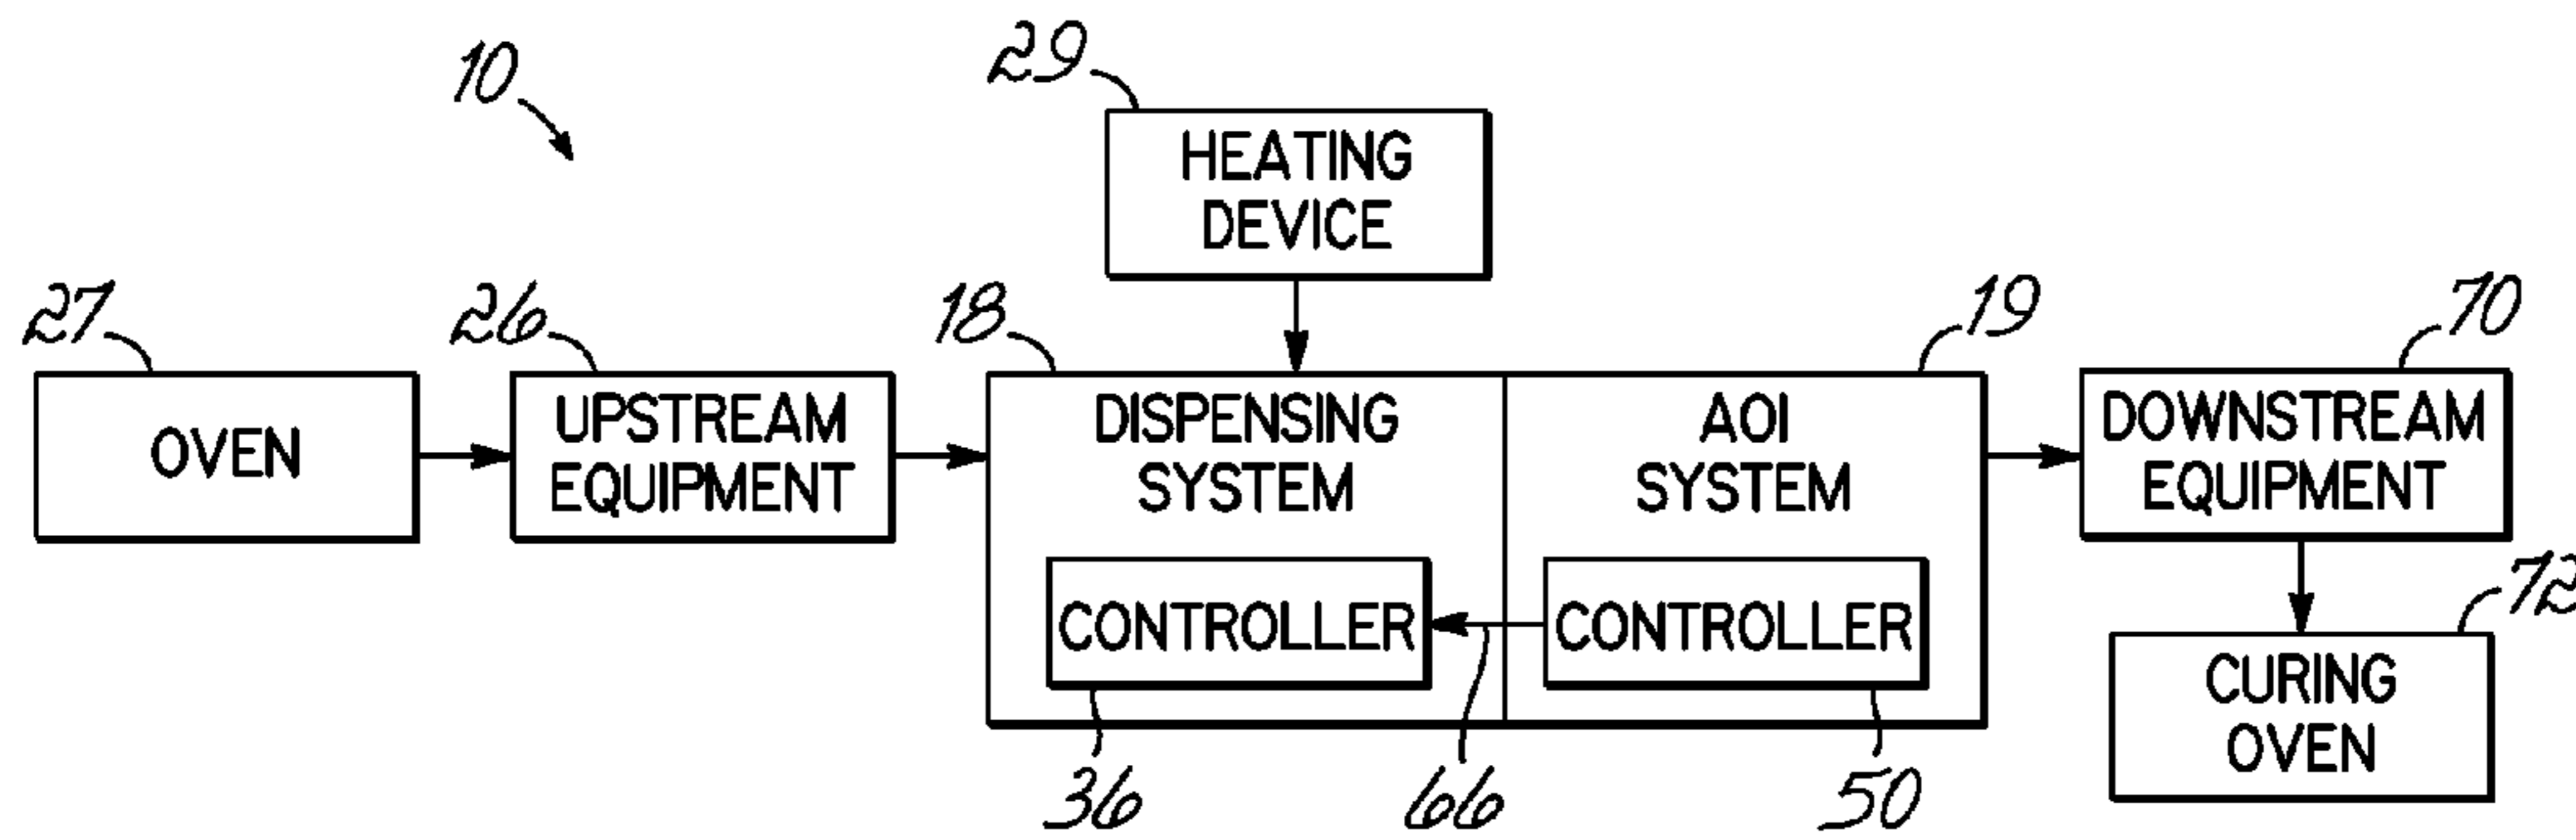 10
29
HEATING
DEVICE
27
26
18
19
70
OVEN
UPSTREAM
EQUIPMENT
DISPENSING
SYSTEM
AOI
SYSTEM
DOWNSTREAM
EQUIPMENT
CONTROLLER
CONTROLLER
72
CURING
OVEN
36
66
50